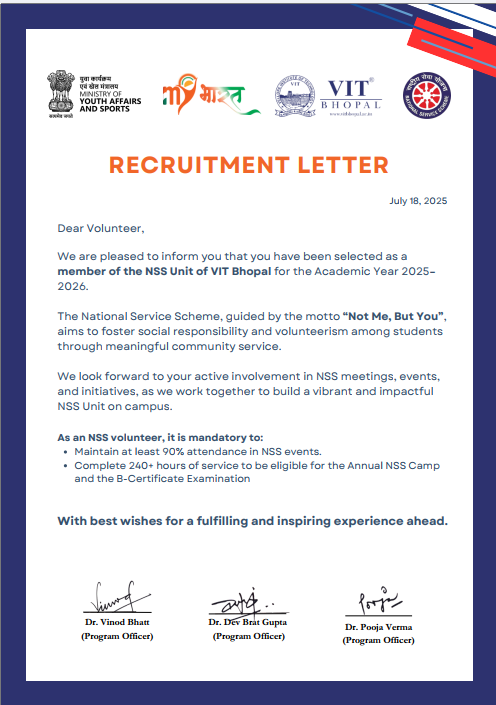 युवा कार्यक्रम
एवं खेल मंत्रालय
MINISTRY OF
YOUTH AFFAIRS
AND SPORTS
सत्यमेव जयते
my भारत
VIT®
BHOPAL
www.vitbhopal.ac.in
राष्ट्रीय सेवा योजना
NATIONAL SERVICE SCHEME
RECRUITMENT LETTER
July 18, 2025
Dear Volunteer,
We are pleased to inform you that you have been selected as a
member of the NSS Unit of VIT Bhopal for the Academic Year 2025–
2026.
The National Service Scheme, guided by the motto “Not Me, But You”,
aims to foster social responsibility and volunteerism among students
through meaningful community service.
We look forward to your active involvement in NSS meetings, events,
and initiatives, as we work together to build a vibrant and impactful
NSS Unit on campus.
As an NSS volunteer, it is mandatory to:
• Maintain at least 90% attendance in NSS events.
• Complete 240+ hours of service to be eligible for the Annual NSS Camp
and the B-Certificate Examination
With best wishes for a fulfilling and inspiring experience ahead.
Vinod
Pooja
Dr. Vinod Bhatt
(Program Officer)
Dr. Dev Brat Gupta
(Program Officer)
Dr. Pooja Verma
(Program Officer)